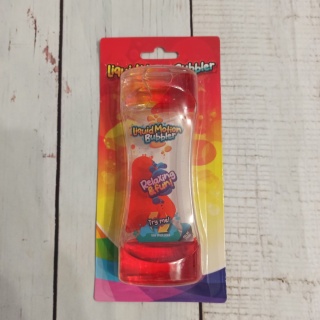 Liquid Motion Bubbler
Liquid Motion
Bubbler
Relaxing
& fun!
Try me!